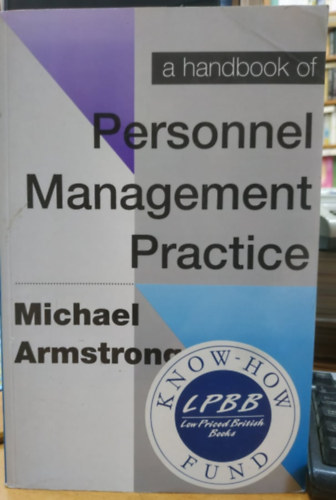 a handbook of
Personnel
Management
Practice
Michael
Armstrong
KNOW-HOW
LPBB
Low Priced British
Books
FUND